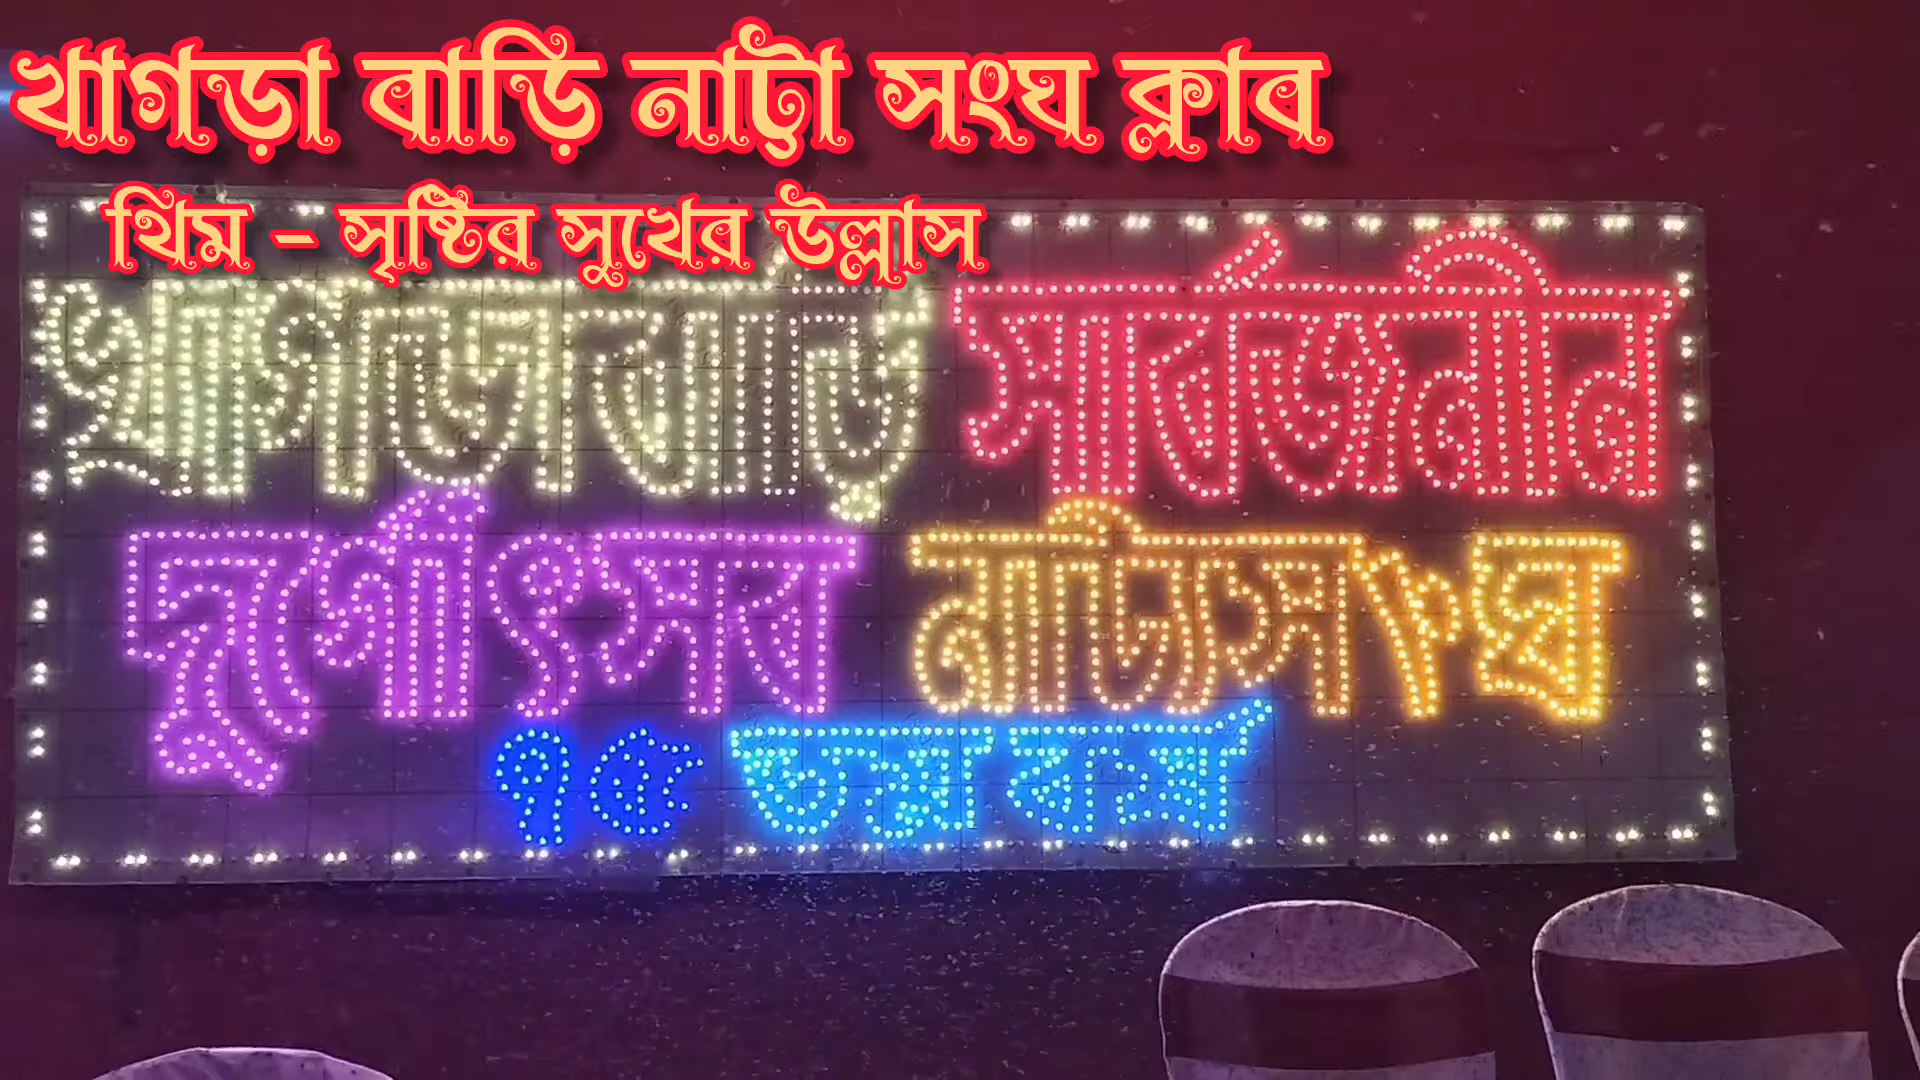 খাগড়া বাড়ি নাট্টা সংঘ ক্লাব
থিম - সৃষ্টির সুখের উল্লাস
খাগড়াবাড়ি সার্বজনীন
দুর্গোৎসব নাট্যসংঘ
৭৫ তম বর্ষ